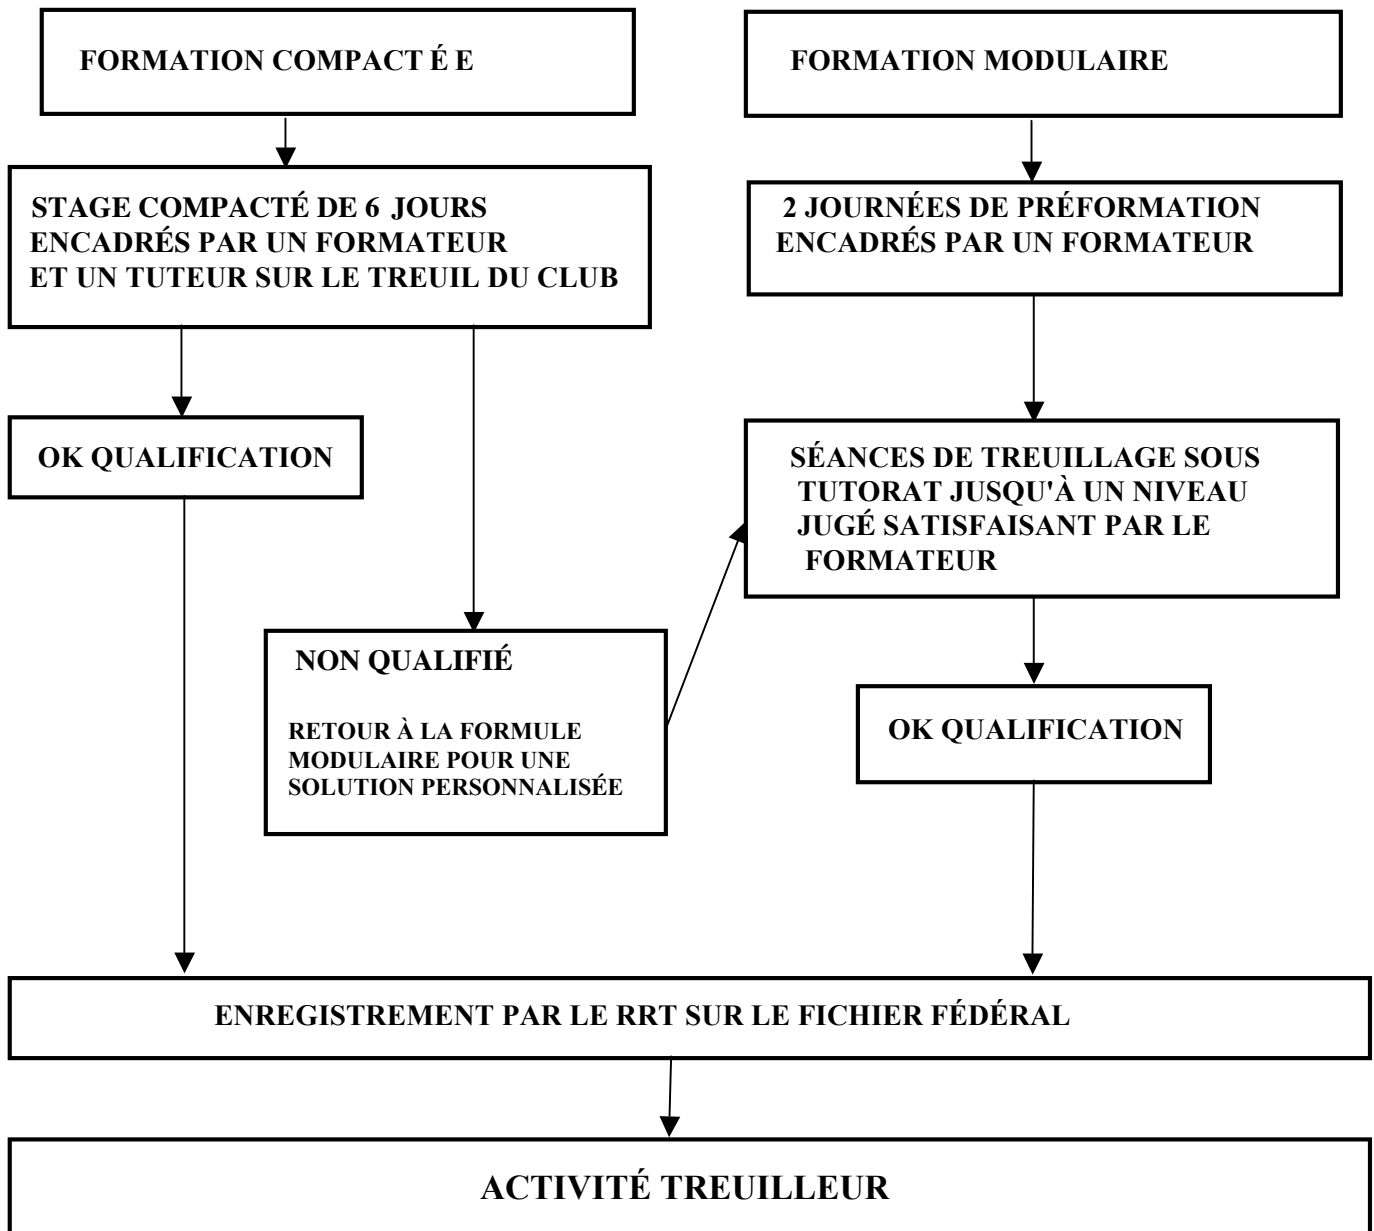 FORMATION COMPACT É E
FORMATION MODULAIRE
STAGE COMPACTÉ DE 6 JOURS
ENCADRÉS PAR UN FORMATEUR
ET UN TUTEUR SUR LE TREUIL DU CLUB
2 JOURNÉES DE PRÉFORMATION
ENCADRÉS PAR UN FORMATEUR
OK QUALIFICATION
SÉANCES DE TREUILLAGE SOUS
TUTORAT JUSQU'À UN NIVEAU
JUGÉ SATISFAISANT PAR LE
FORMATEUR
NON QUALIFIÉ
RETOUR À LA FORMULE
MODULAIRE POUR UNE
SOLUTION PERSONNALISÉE
OK QUALIFICATION
ENREGISTREMENT PAR LE RRT SUR LE FICHIER FÉDÉRAL
ACTIVITÉ TREUILLEUR